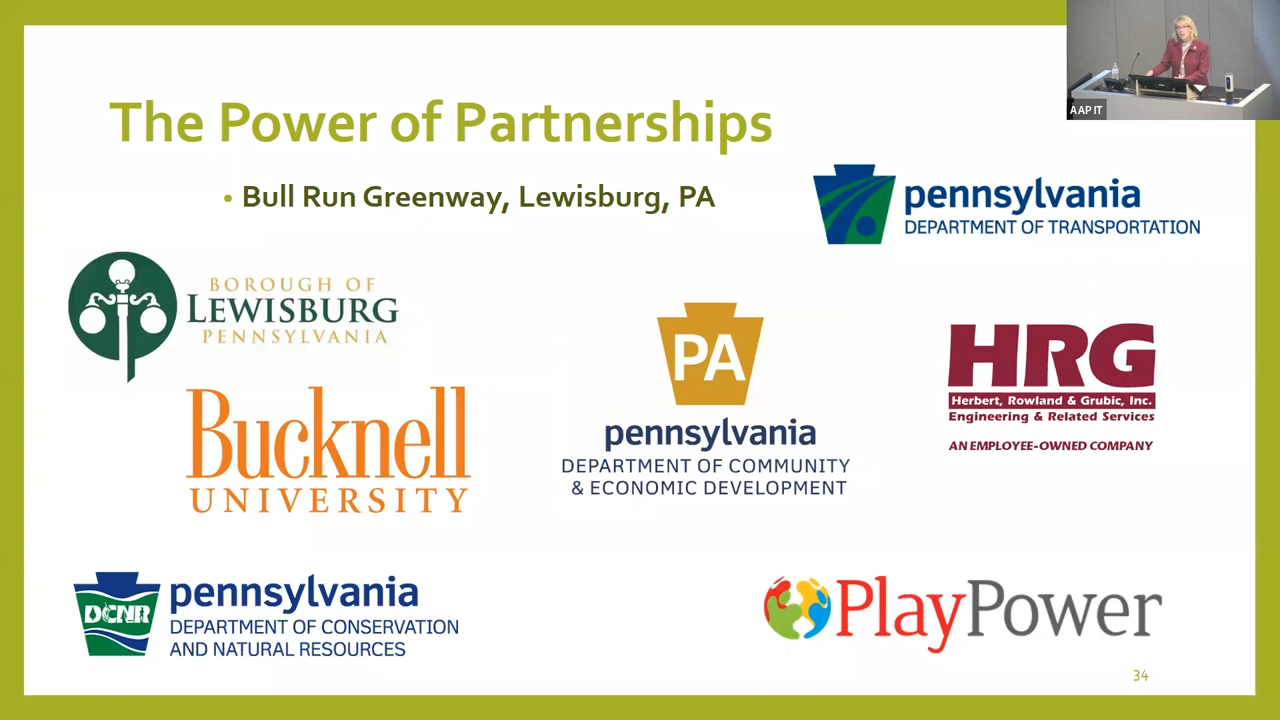 AAP IT
The Power of Partnerships
• Bull Run Greenway, Lewisburg, PA
pennsylvania
DEPARTMENT OF TRANSPORTATION
BOROUGH OF
LEWISBURG
PENNSYLVANIA
PA
pennsylvania
DEPARTMENT OF COMMUNITY
& ECONOMIC DEVELOPMENT
HRG
Herbert, Rowland & Grubic, Inc.
Engineering & Related Services
AN EMPLOYEE-OWNED COMPANY
Bucknell
UNIVERSITY
DCNR
pennsylvania
DEPARTMENT OF CONSERVATION
AND NATURAL RESOURCES
PlayPower
34